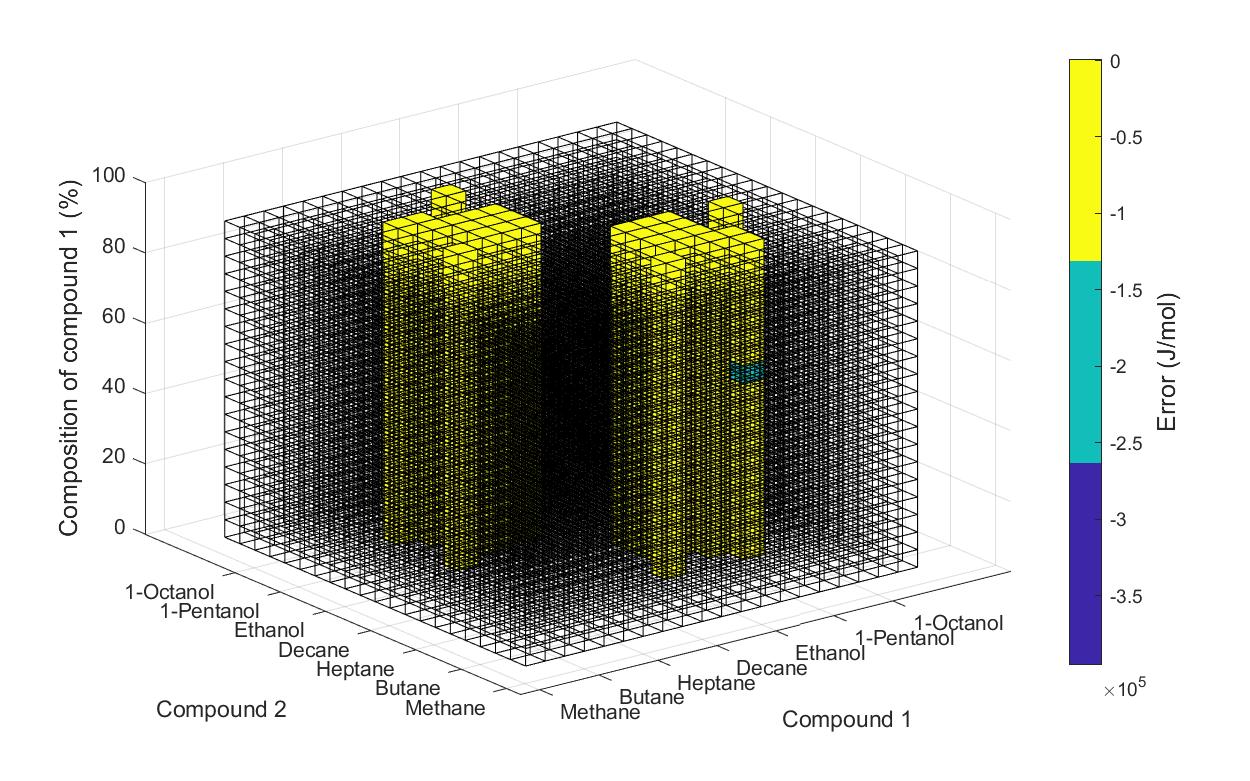 100
80
60
40
20
0
Composition of compound 1 (%)
1-Octanol
1-Pentanol
Ethanol
Decane
Heptane
Butane
Methane
Compound 2
Methane
Butane
Heptane
Decane
Ethanol
1-Pentanol
1-Octanol
Compound 1
0
-0.5
-1
-1.5
-2
-2.5
-3
-3.5
×10⁵
Error (J/mol)